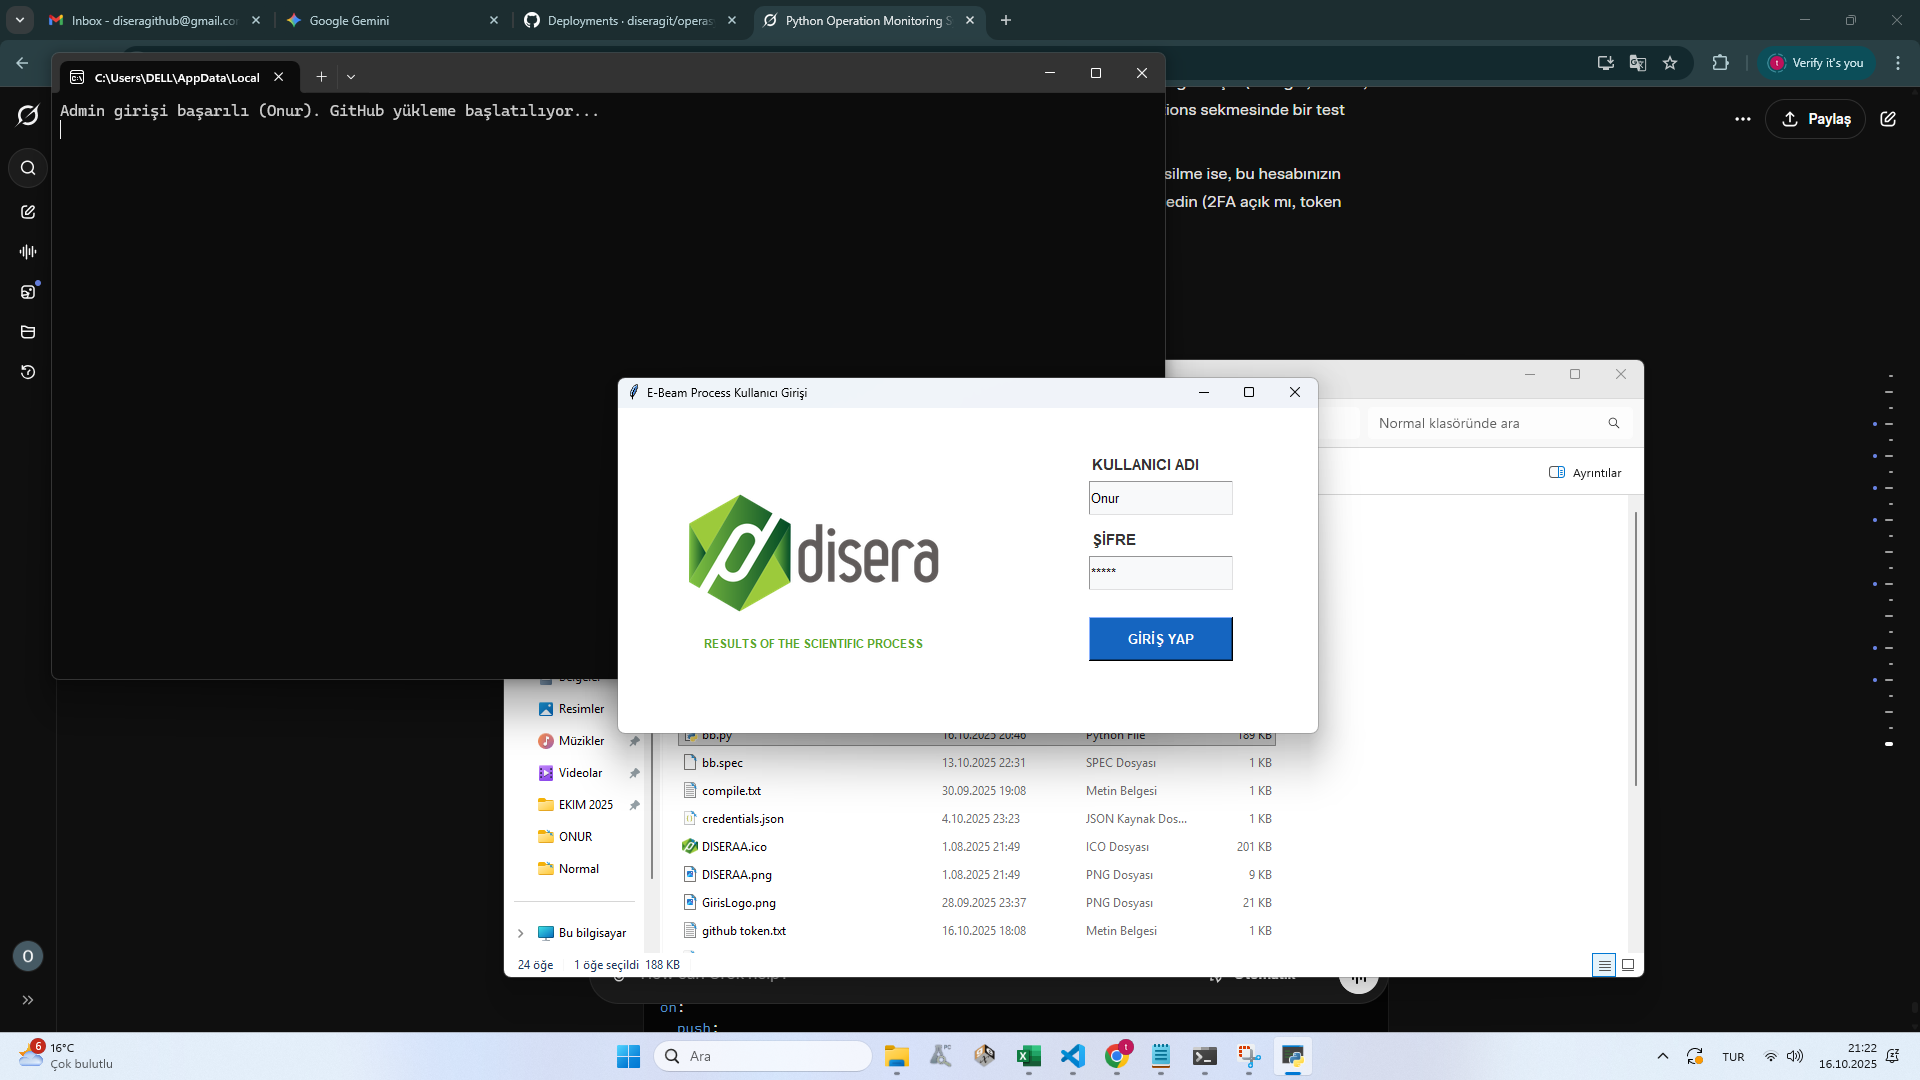 Inbox - diseragithub@gmail.co
Google Gemini
Deployments · diseragit/operas
Python Operation Monitoring S
Verify it's you
C:\Users\DELL\AppData\Local
Admin girişi başarılı (Onur). GitHub yükleme başlatılıyor...
ions sekmesinde bir test
silme ise, bu hesabınızın
edin (2FA açık mı, token
Paylaş
E-Beam Process Kullanıcı Girişi
KULLANICI ADI
Onur
ŞİFRE
*****
GİRİŞ YAP
disera
RESULTS OF THE SCIENTIFIC PROCESS
Normal klasöründe ara
Ayrıntılar
Belgeler
Resimler
Müzikler
Videolar
EKIM 2025
ONUR
Normal
Bu bilgisayar
bb.py 16.10.2025 20:46 Python File 189 KB
bb.spec 13.10.2025 22:31 SPEC Dosyası 1 KB
compile.txt 30.09.2025 19:08 Metin Belgesi 1 KB
credentials.json 4.10.2025 23:23 JSON Kaynak Dos... 1 KB
DISERAA.ico 1.08.2025 21:49 ICO Dosyası 201 KB
DISERAA.png 1.08.2025 21:49 PNG Dosyası 9 KB
GirisLogo.png 28.09.2025 23:37 PNG Dosyası 21 KB
github token.txt 16.10.2025 18:08 Metin Belgesi 1 KB
24 öğe 1 öğe seçildi 188 KB
on:
push:
O
6
16°C
Çok bulutlu
Ara
t
TUR
21:22
16.10.2025